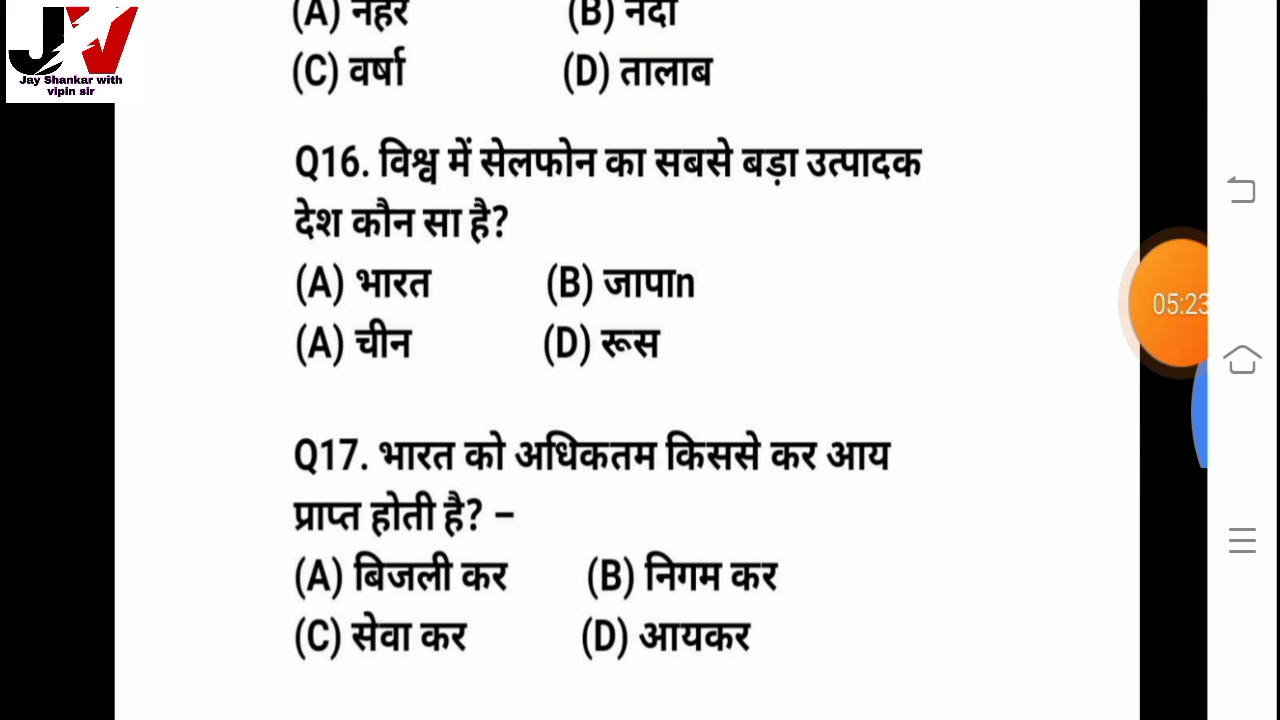 Jay Shankar with
vipin sir
(A) नहर (B) नदी
(C) वर्षा (D) तालाब
Q16. विश्व में सेलफोन का सबसे बड़ा उत्पादक
देश कौन सा है?
(A) भारत (B) जापाn
(A) चीन (D) रूस
05:23
Q17. भारत को अधिकतम किससे कर आय
प्राप्त होती है? –
(A) बिजली कर (B) निगम कर
(C) सेवा कर (D) आयकर